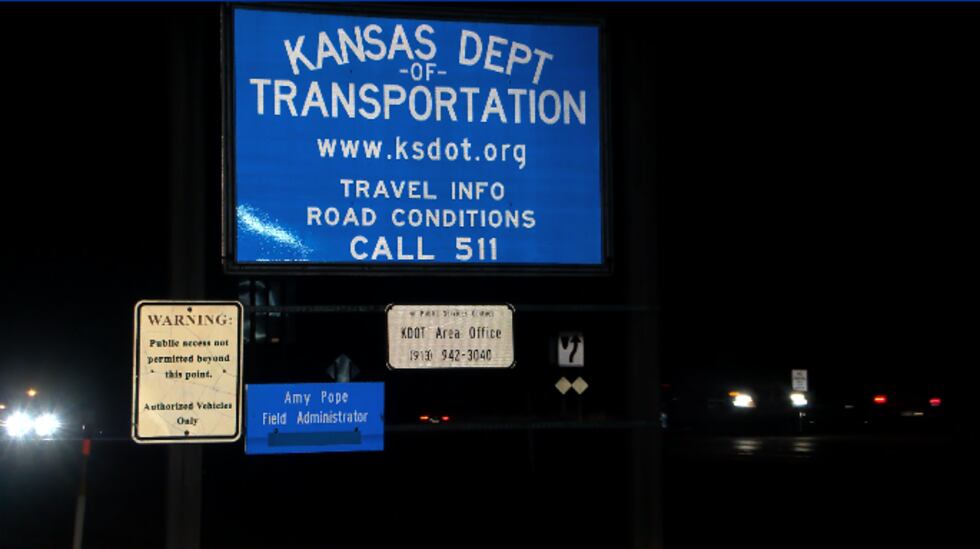 KANSAS DEPT
-OF-
TRANSPORTATION
www.ksdot.org
TRAVEL INFO
ROAD CONDITIONS
CALL 511
WARNING:
Public access not
permitted beyond
this point.
Authorized Vehicles
Only
KDOT Area Office
(913) 942-3040
Amy Pope
Field Administrator